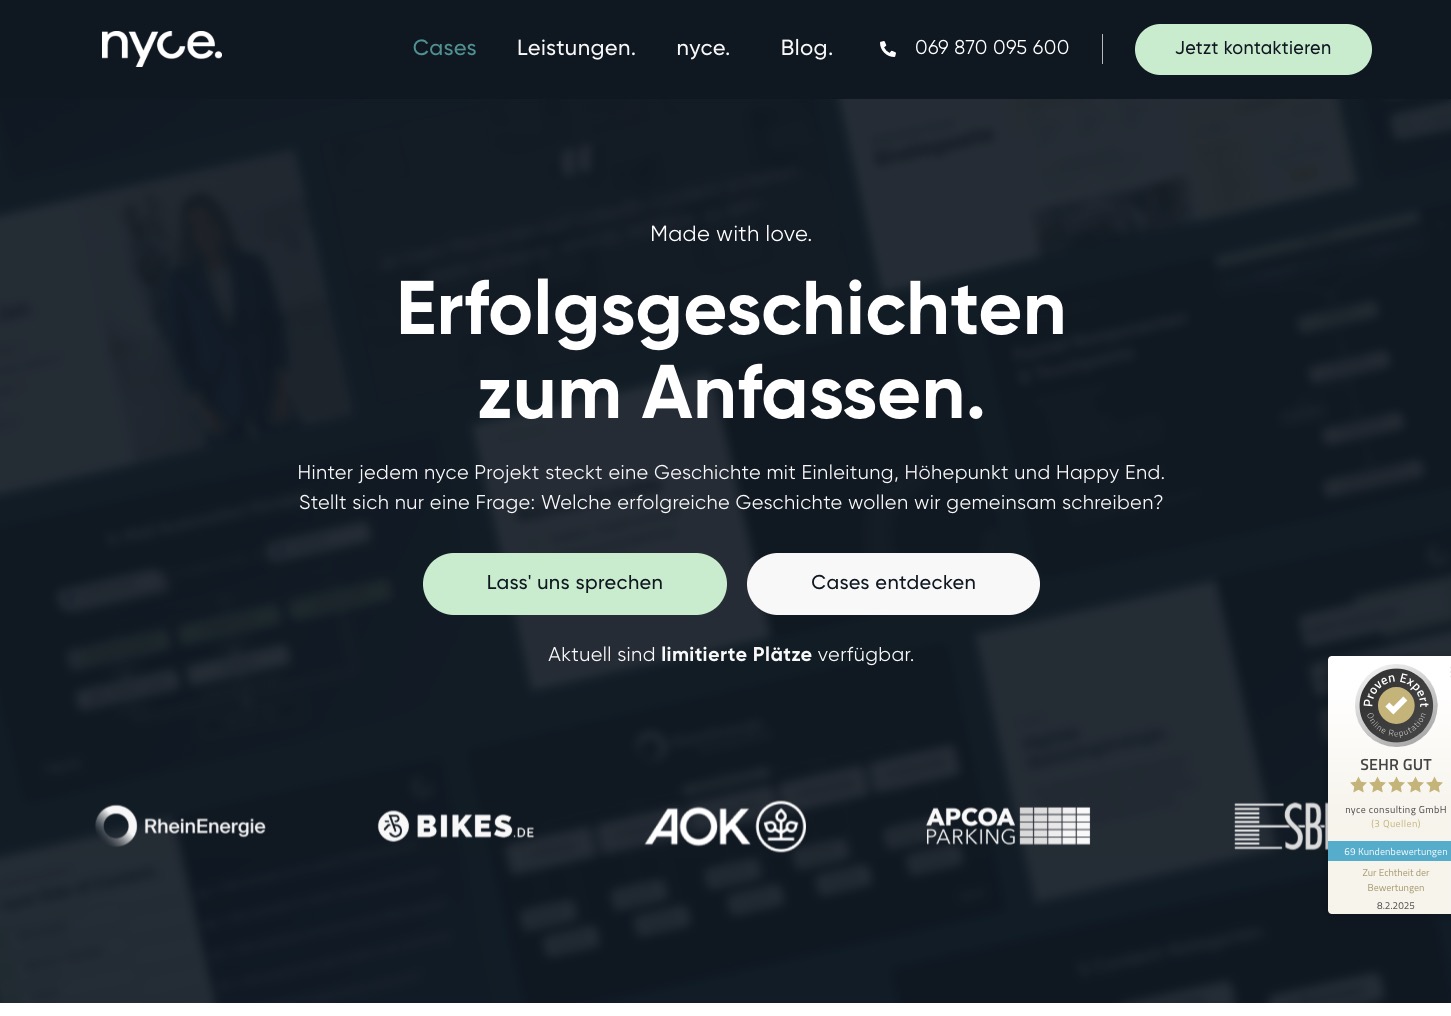 nyce.
Cases
Leistungen.
nyce.
Blog.
069 870 095 600
Jetzt kontaktieren
Made with love.
Erfolgsgeschichten
zum Anfassen.
Hinter jedem nyce Projekt steckt eine Geschichte mit Einleitung, Höhepunkt und Happy End.
Stellt sich nur eine Frage: Welche erfolgreiche Geschichte wollen wir gemeinsam schreiben?
Lass' uns sprechen
Cases entdecken
Aktuell sind limitierte Plätze verfügbar.
RheinEnergie
BIKES.DE
AOK
APCOA
PARKING
Proven Expert
Online Reputation
SEHR GUT
nyce consulting GmbH
(3 Quellen)
69 Kundenbewertungen
Zur Echtheit der
Bewertungen
8.2.2025